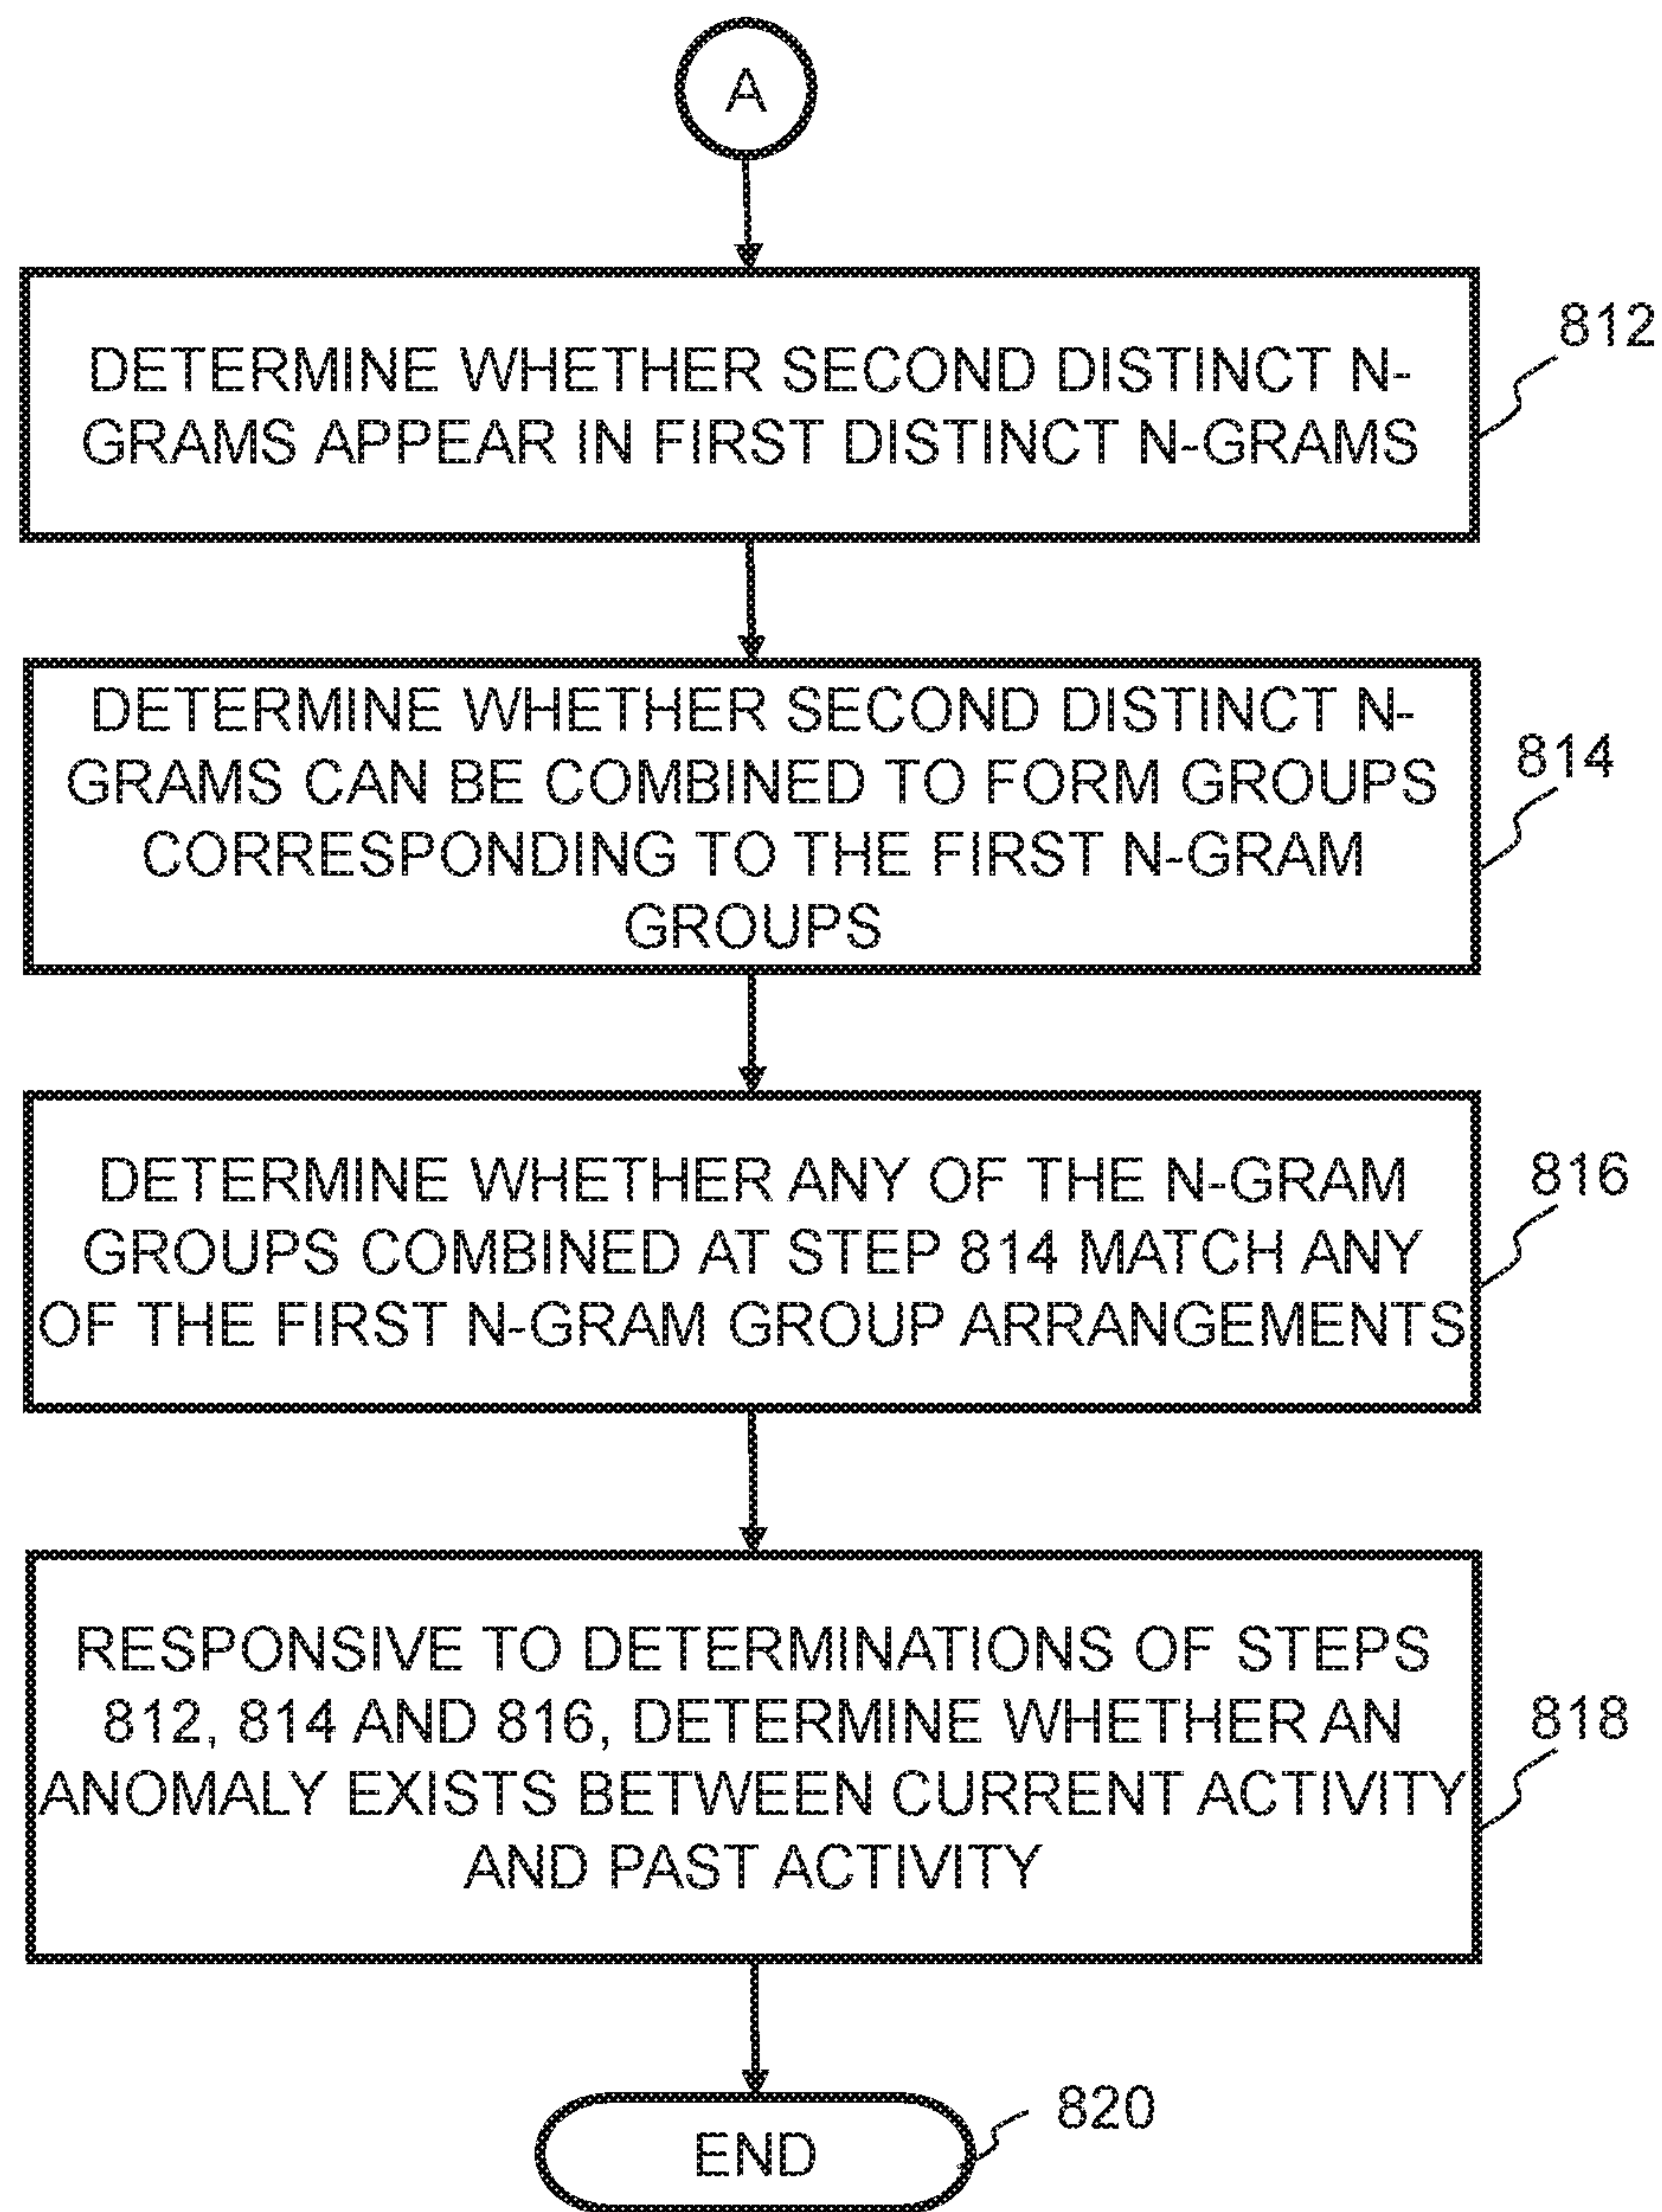 A
DETERMINE WHETHER SECOND DISTINCT N-
GRAMS APPEAR IN FIRST DISTINCT N-GRAMS
812
DETERMINE WHETHER SECOND DISTINCT N-
GRAMS CAN BE COMBINED TO FORM GROUPS
CORRESPONDING TO THE FIRST N-GRAM
GROUPS
814
DETERMINE WHETHER ANY OF THE N-GRAM
GROUPS COMBINED AT STEP 814 MATCH ANY
OF THE FIRST N-GRAM GROUP ARRANGEMENTS
816
RESPONSIVE TO DETERMINATIONS OF STEPS
812, 814 AND 816, DETERMINE WHETHER AN
ANOMALY EXISTS BETWEEN CURRENT ACTIVITY
AND PAST ACTIVITY
818
END
820